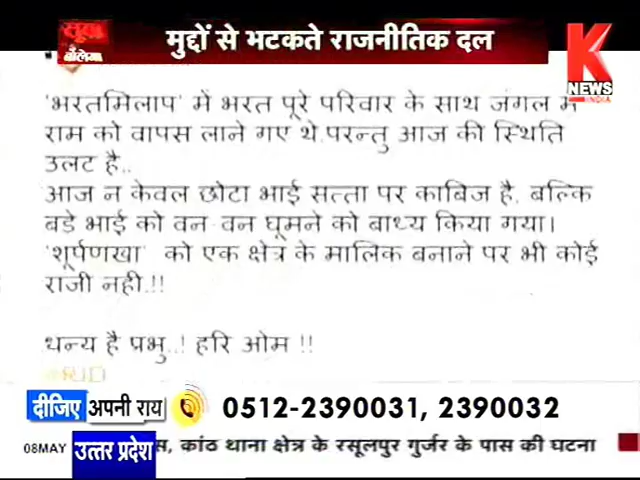 मुद्दों से भटकते राजनीतिक दल
K
NEWS
INDIA
'भरतमिलाप' में भरत पूरे परिवार के साथ जंगल में
राम को वापस लाने गए थे,परन्तु आज की स्थिति
उलट है..
आज न केवल छोटा भाई सत्ता पर काबिज है, बल्कि
बडे भाई को वन-वन घूमने को बाध्य किया गया।
'शूर्पणखा' को एक क्षेत्र के मालिक बनाने पर भी कोई
राजी नही.!!
धन्य है प्रभु..! हरि ओम !!
दीजिए अपनी राय 0512-2390031, 2390032
08MAY उत्तर प्रदेश स, कांठ थाना क्षेत्र के रसूलपुर गुर्जर के पास की घटना